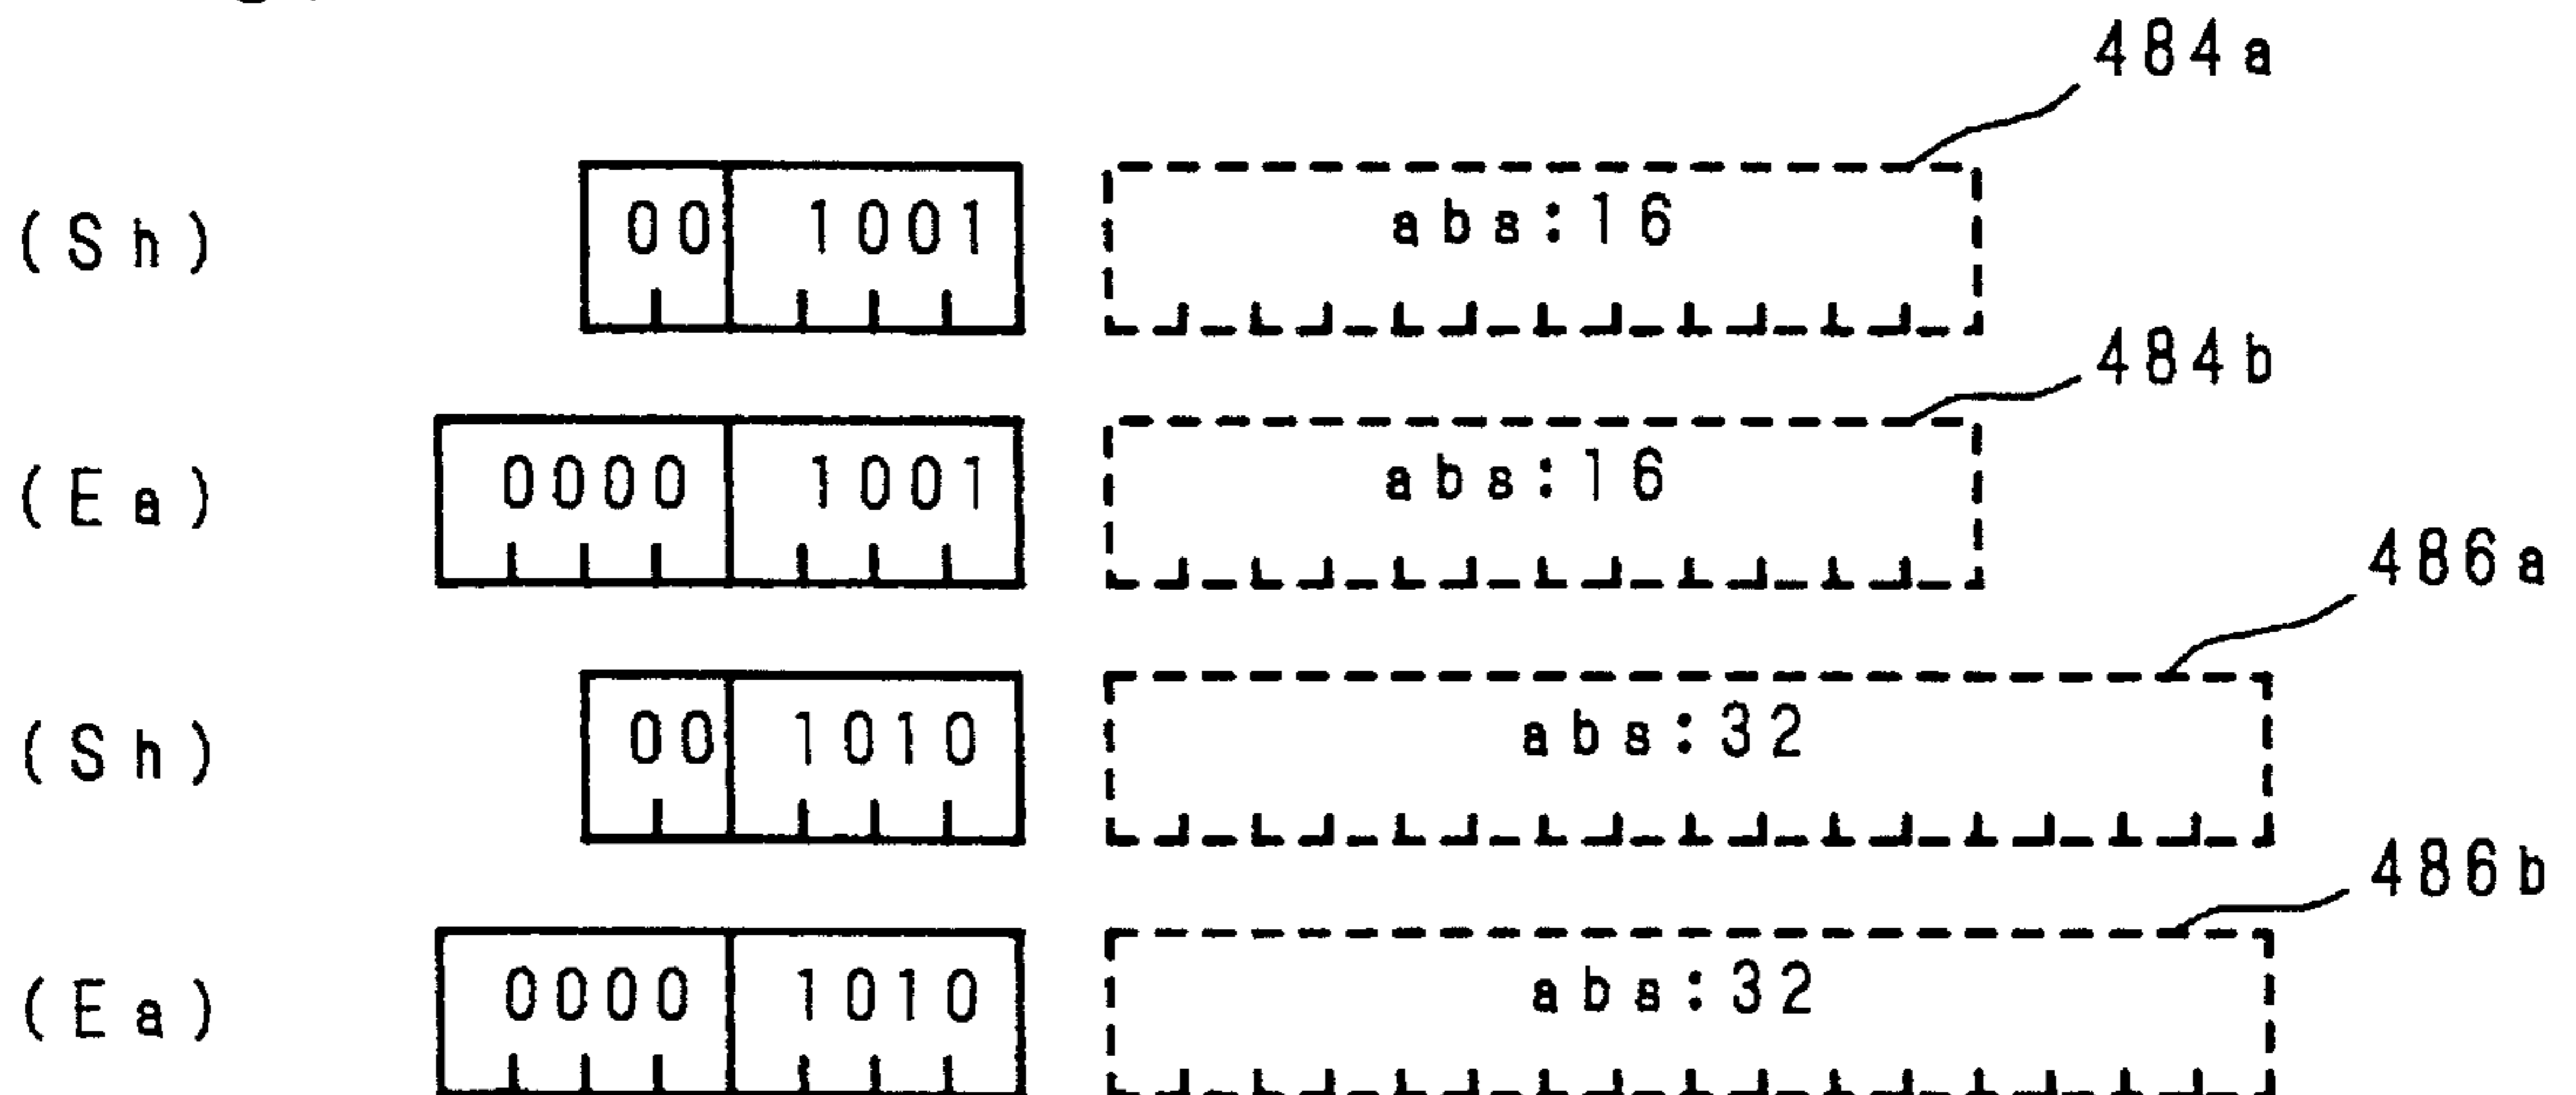 484a
(Sh) 00 1001 abs:16
484b
(Ea) 0000 1001 abs:16
486a
(Sh) 00 1010 abs:32
486b
(Ea) 0000 1010 abs:32